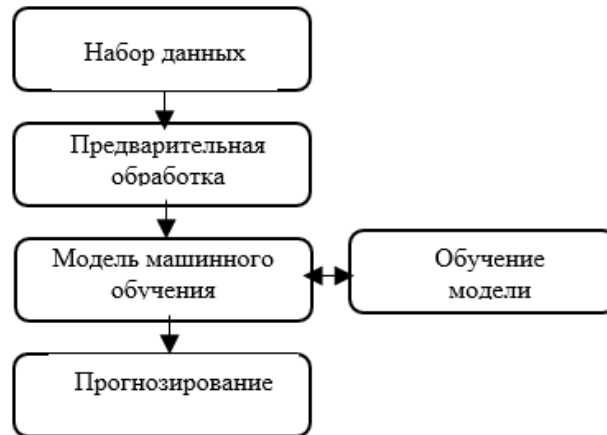 Набор данных
Предварительная
обработка
Модель машинного
обучения
Обучение
модели
Прогнозирование